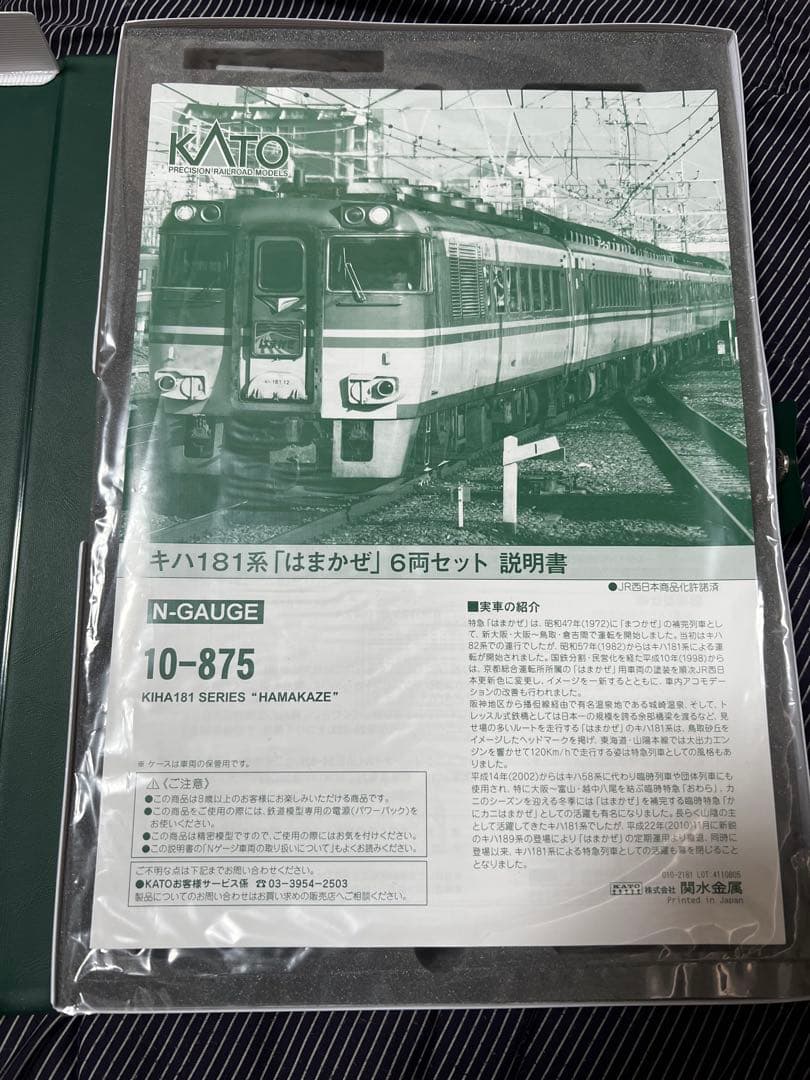 KATO
PRECISION RAILROAD MODELS
はまかぜ
キハ181系「はまかぜ」6両セット 説明書
●JR西日本商品化許諾済
N-GAUGE
10-875
KIHA181 SERIES “HAMAKAZE”
※ ケースは車両の保管用です。
⚠〈ご注意〉
●この商品は8歳以上のお客様にお楽しみいただける商品です。
●この商品をご使用の際には、鉄道模型専用の電源(パワーパック)を
お使いください。
●この商品は精密模型ですので、ご使用の際にはお気を付けください。
●この説明書の「Nゲージ車両の取り扱いについて」もよくお読みください。
ご不明な点は下記までお問い合わせください。
●KATOお客様サービス係 ☎03-3954-2503
製品についてのお問い合わせはお買い求めの販売店へご相談ください。
■実車の紹介
特急「はまかぜ」は、昭和47年(1972)に「まつかぜ」の補完列車とし
て、新大阪・大阪～鳥取・倉吉間で運転を開始しました。当初はキハ
82系での運行でしたが、昭和57年(1982)からはキハ181系による運
転が開始されました。国鉄分割・民営化を経た平成10年(1998)から
は、京都総合運転所所属の「はまかぜ」用車両の塗装を順次JR西日
本更新色に変更し、イメージを一新するとともに、車内アコモデー
ションの改善も行われました。
阪神地区から播但線経由で有名温泉地である城崎温泉、そして、ト
レッスル式鉄橋としては日本一の規模を誇る余部橋梁を渡るなど、見
せ場の多いルートを走行する「はまかぜ」のキハ181系は、鳥取砂丘を
イメージしたヘッドマークを掲げ、東海道・山陽本線では大出力エン
ジンを響かせて120Km/hで走行する姿は特急列車としての風格もあ
りました。
平成14年(2002)からはキハ58系に代わり臨時列車や団体列車にも
使用され、特に大阪～富山・越中八尾を結ぶ臨時特急「おわら」、カ
ニのシーズンを迎える冬季には「はまかぜ」を補完する臨時特急「か
にカニはまかぜ」としての活躍も有名になりました。長らく山陰の主
として活躍してきたキハ181系でしたが、平成22年(2010)11月に新鋭
のキハ189系の登場により「はまかぜ」の定期運用より撤退、同時に
登場以来、キハ181系による特急列車としての活躍も幕を閉じること
となりました。
010-2181 LOT:4110805
KATO 株式会社 関水金属
Printed in Japan